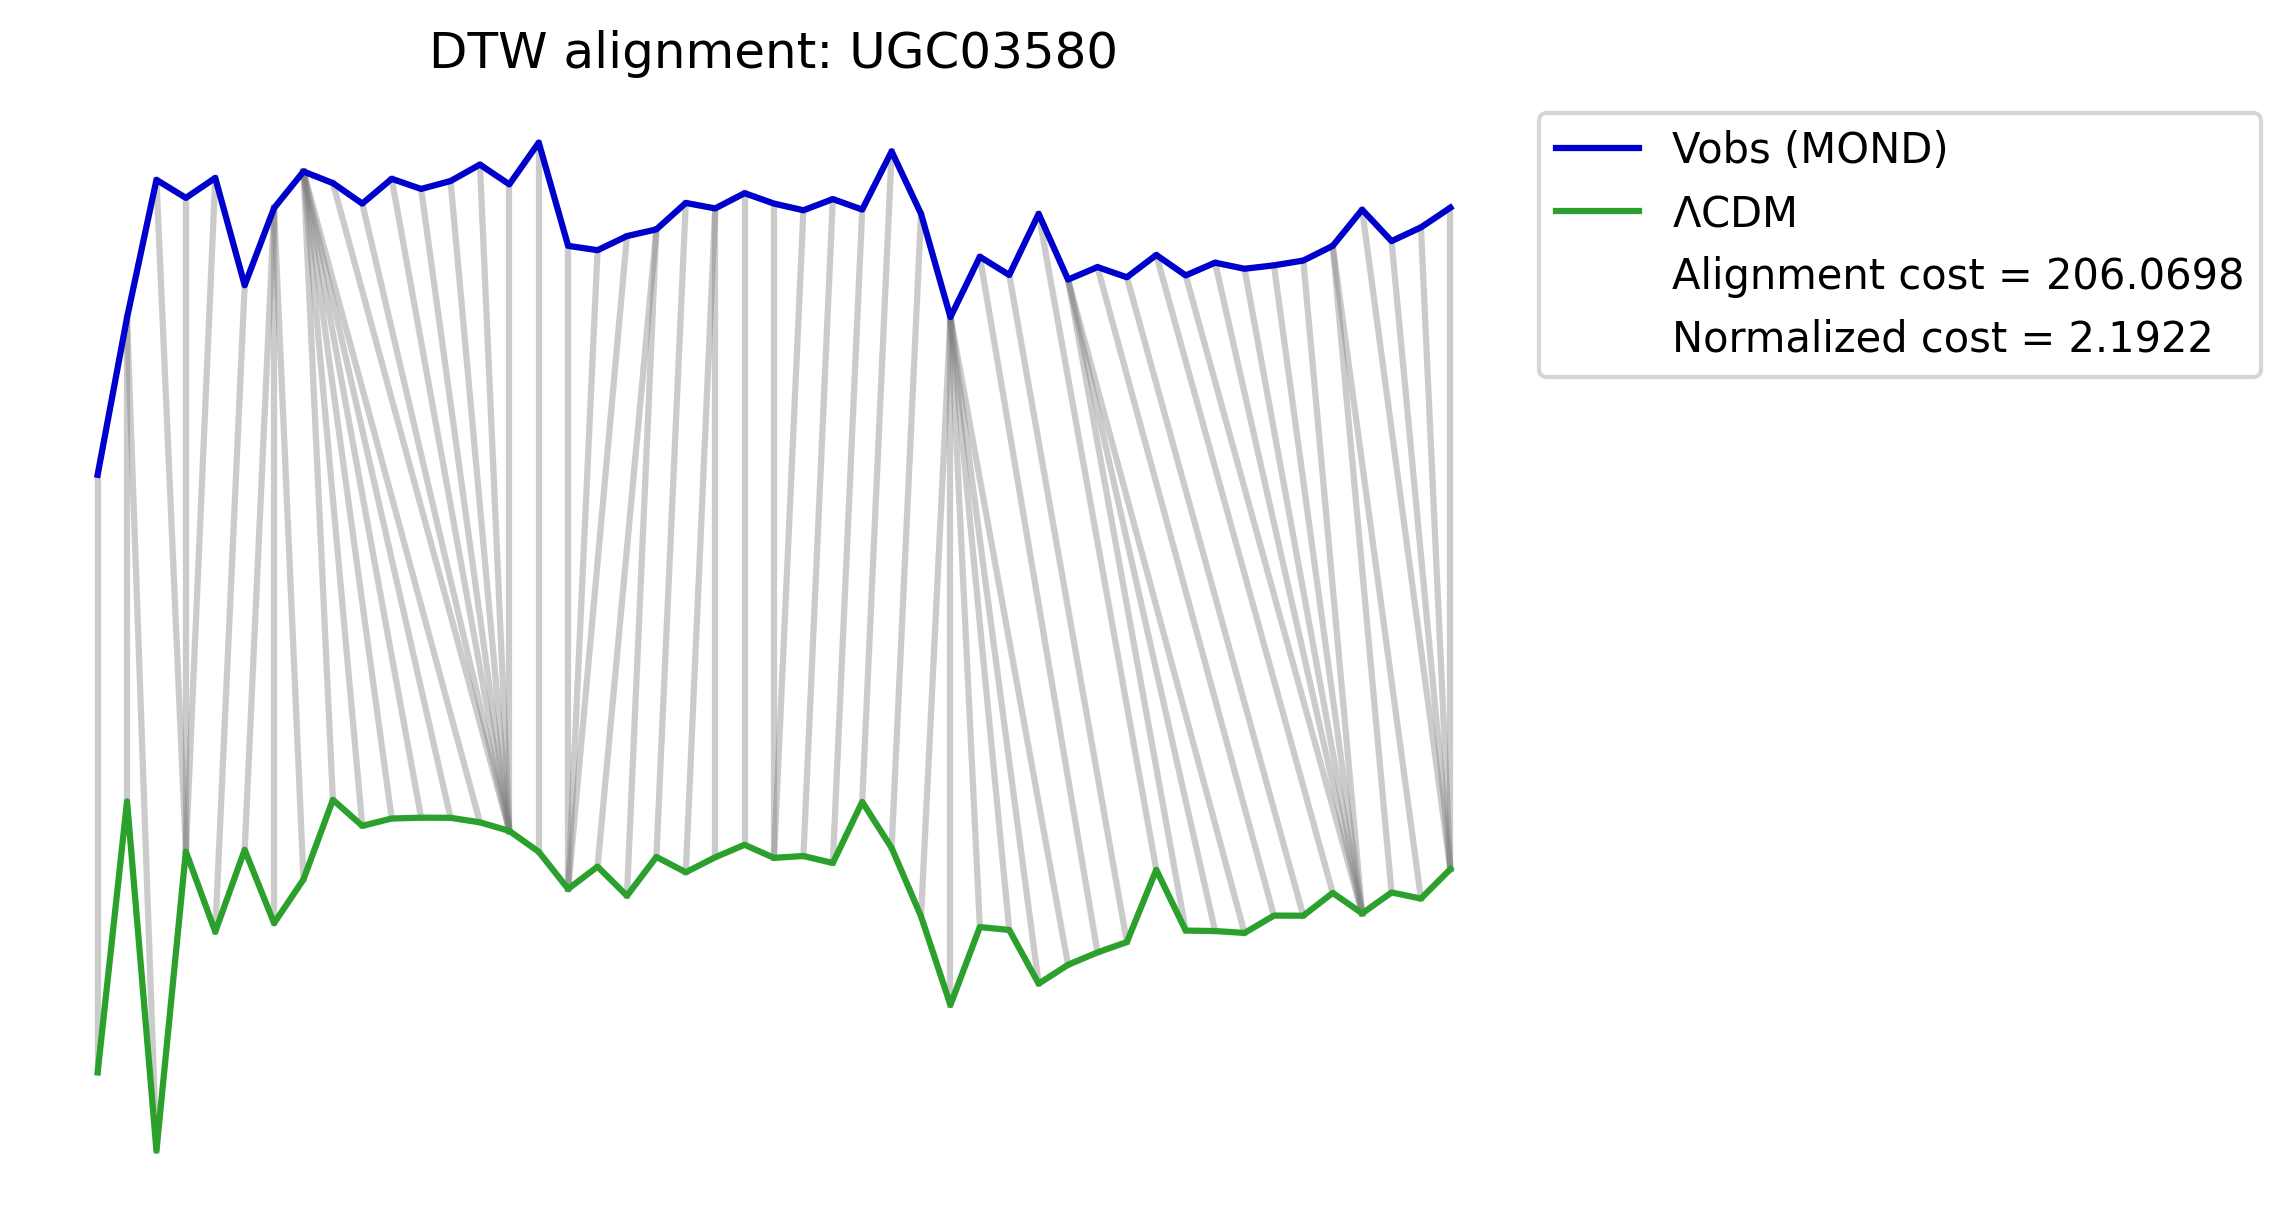 DTW alignment: UGC03580
Vobs (MOND)
ΛCDM
Alignment cost = 206.0698
Normalized cost = 2.1922